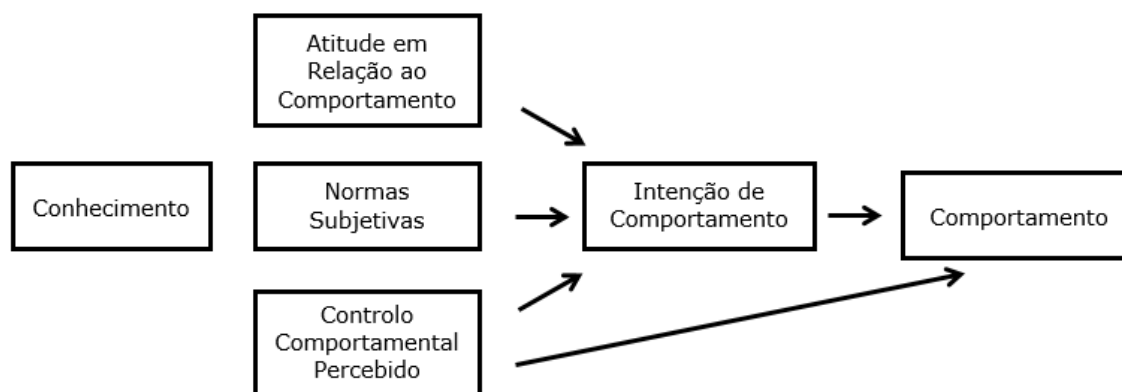 Atitude em
Relação ao
Comportamento
Conhecimento
Normas
Subjetivas
Intenção de
Comportamento
Comportamento
Controlo
Comportamental
Percebido